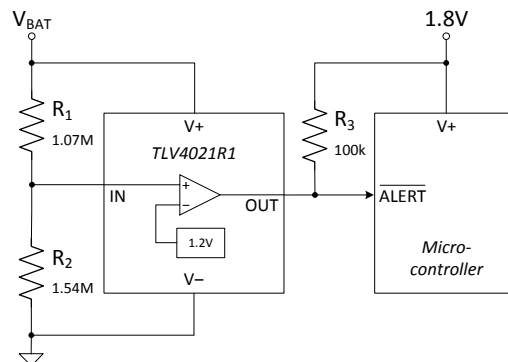 VBAT
1.8V
R1
1.07M
V+
TLV4021R1
R3
100k
V+
IN
+
−
OUT
ALERT
1.2V
R2
1.54M
Micro-
controller
V−